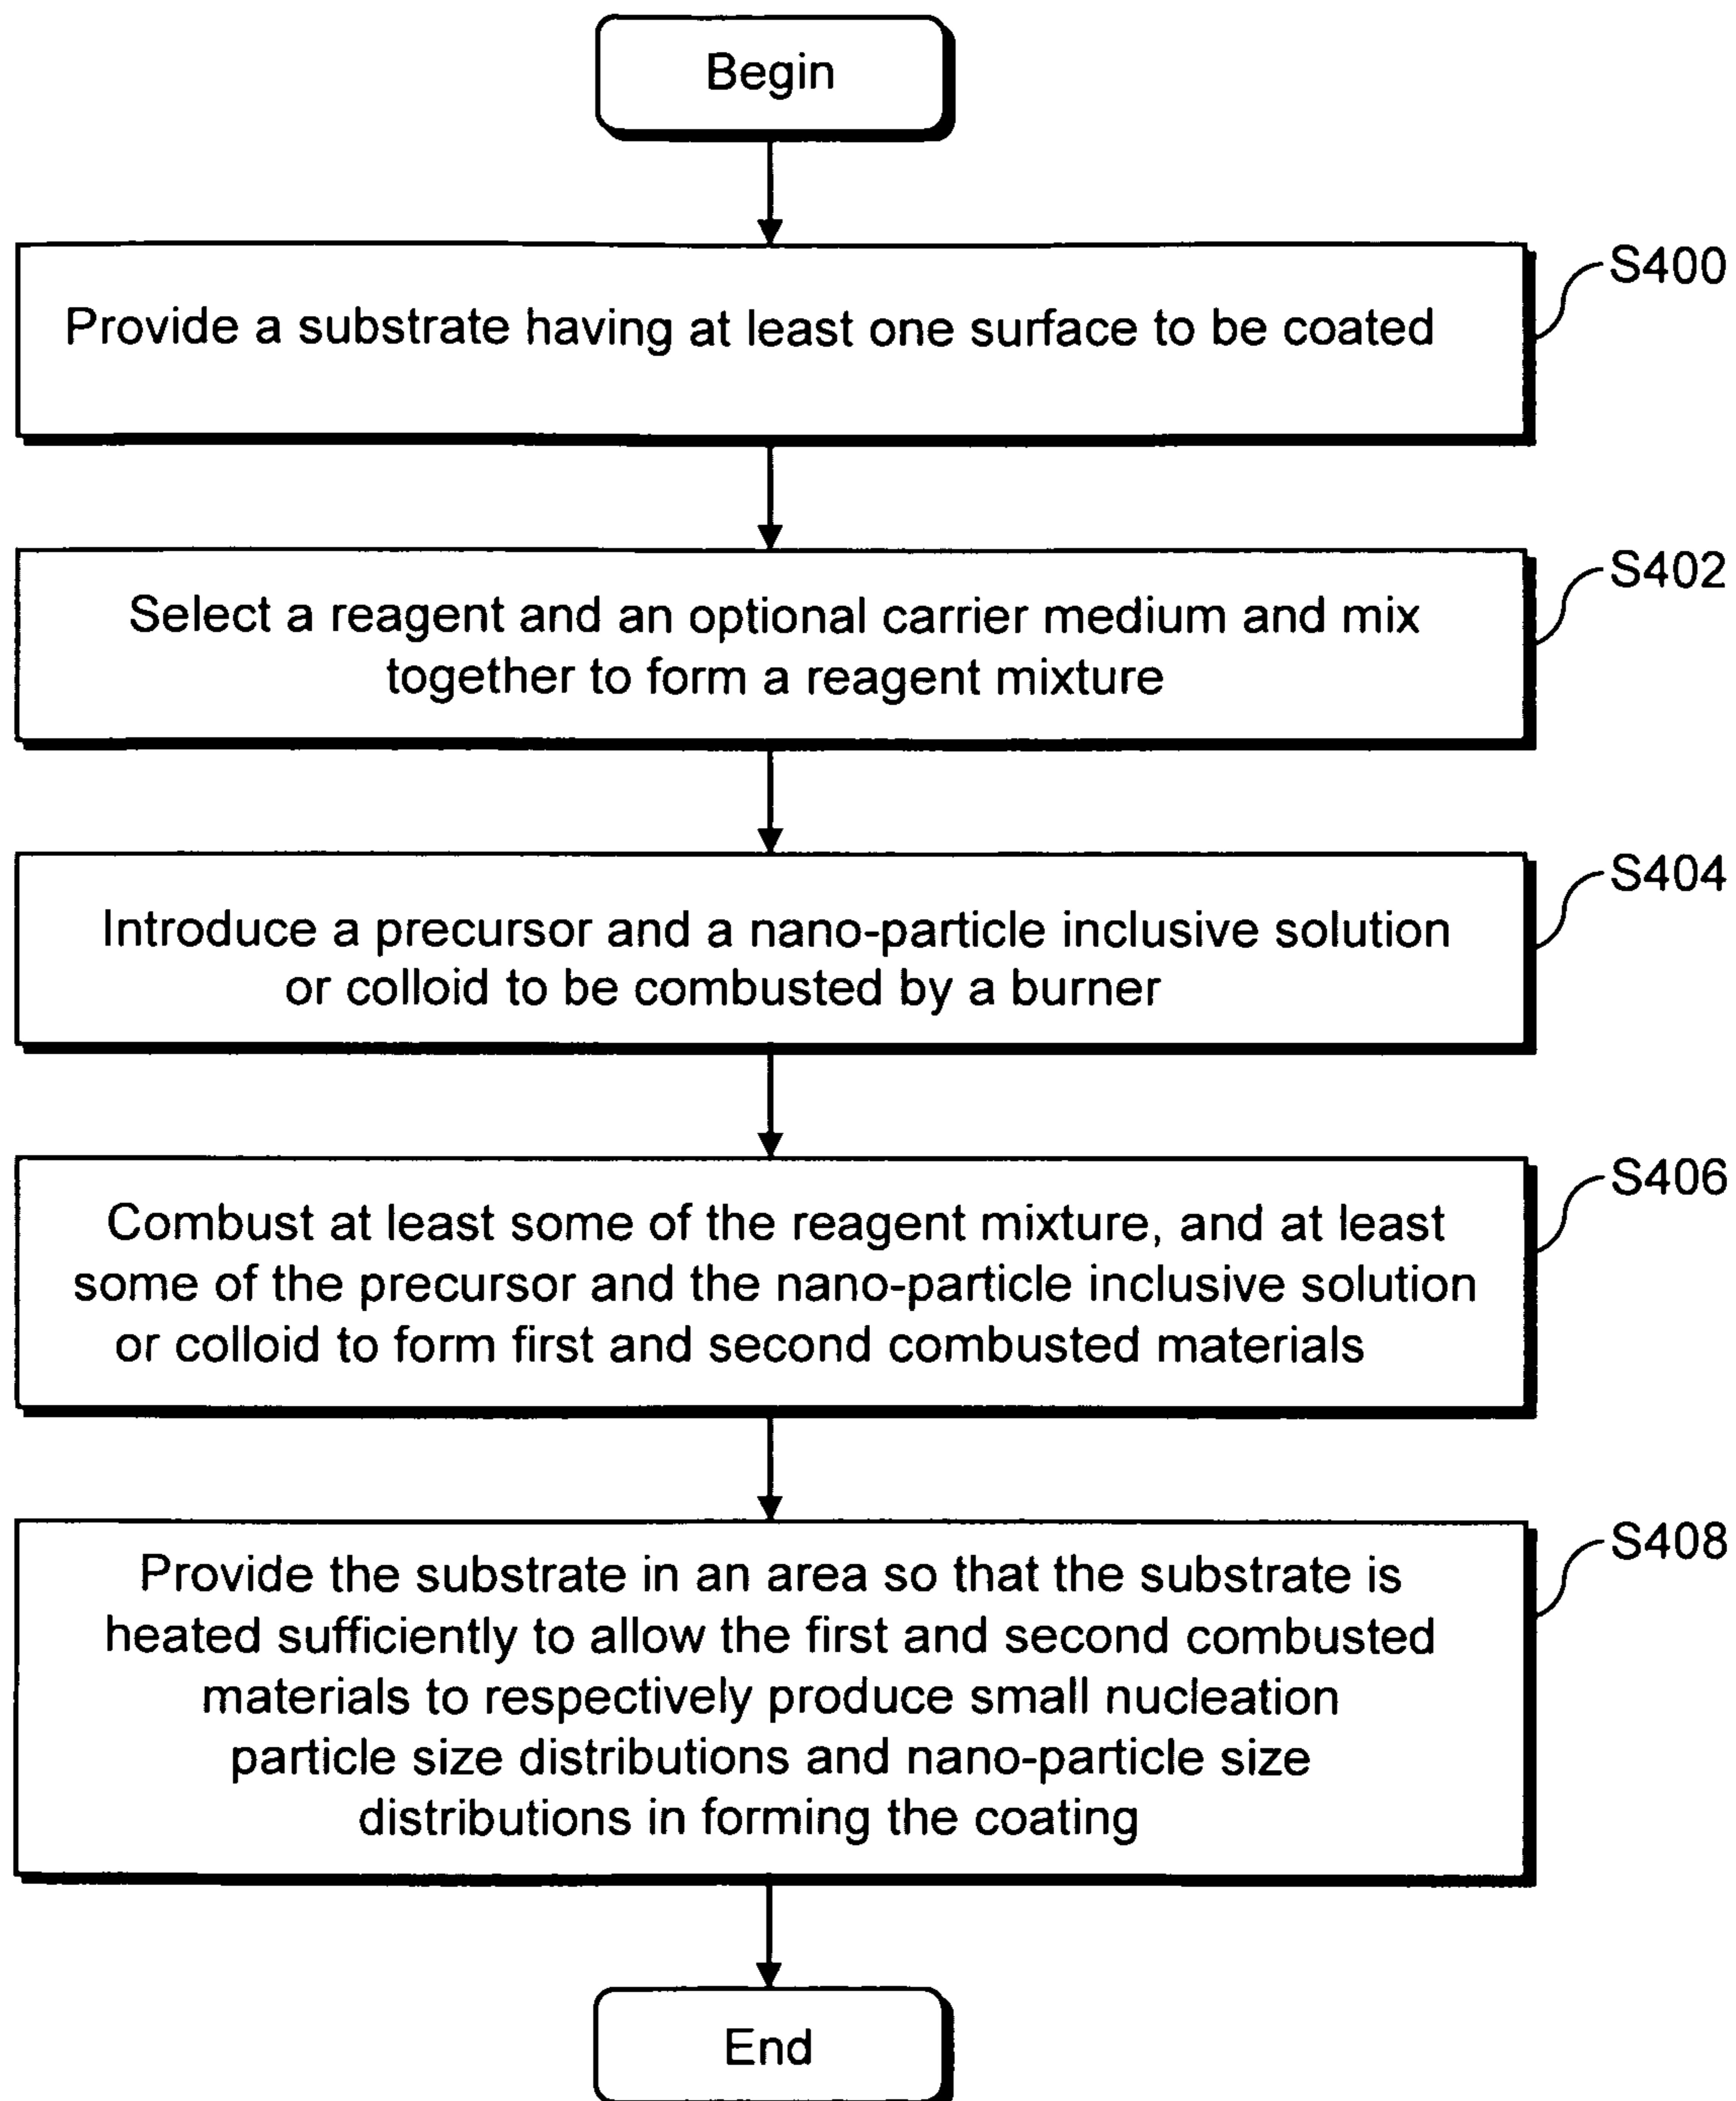 Begin
Provide a substrate having at least one surface to be coated
S400
Select a reagent and an optional carrier medium and mix
together to form a reagent mixture
S402
Introduce a precursor and a nano-particle inclusive solution
or colloid to be combusted by a burner
S404
Combust at least some of the reagent mixture, and at least
some of the precursor and the nano-particle inclusive solution
or colloid to form first and second combusted materials
S406
Provide the substrate in an area so that the substrate is
heated sufficiently to allow the first and second combusted
materials to respectively produce small nucleation
particle size distributions and nano-particle size
distributions in forming the coating
S408
End